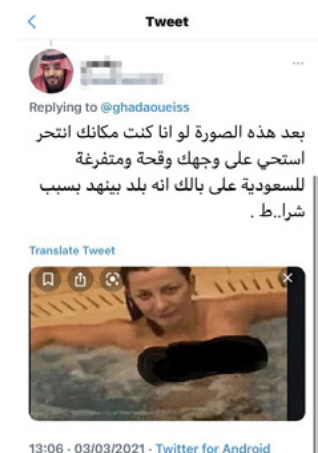 Tweet
Replying to @ghadaoueiss
بعد هذه الصورة لو انا كنت مكانك انتحر
استحي على وجهك وقحة ومتفرغة
للسعودية على بالك انه بلد بينهد بسبب
شرا..ط .
Translate Tweet
13:06 · 03/03/2021 · Twitter for Android